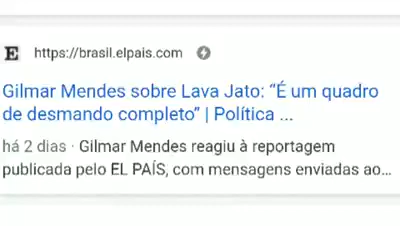 E https://brasil.elpais.com
Gilmar Mendes sobre Lava Jato: “É um quadro
de desmando completo” | Política ...
há 2 dias · Gilmar Mendes reagiu à reportagem
publicada pelo EL PAÍS, com mensagens enviadas ao...